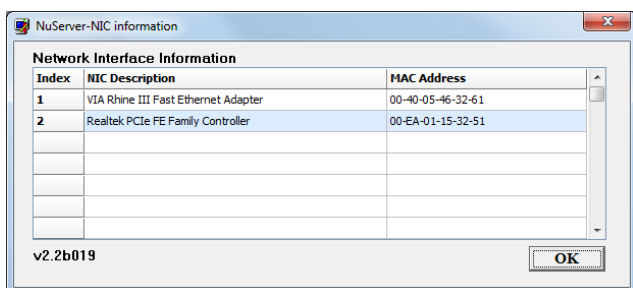 NuServer-NIC information
Network Interface Information
Index NIC Description MAC Address
1 VIA Rhine III Fast Ethernet Adapter 00-40-05-46-32-61
2 Realtek PCIe FE Family Controller 00-EA-01-15-32-51
v2.2b019 OK